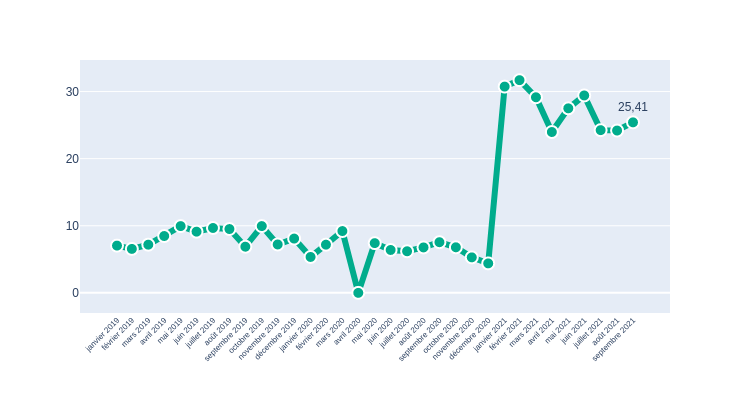 30
20
10
0
25,41
janvier 2019
février 2019
mars 2019
avril 2019
mai 2019
juin 2019
juillet 2019
août 2019
septembre 2019
octobre 2019
novembre 2019
décembre 2019
janvier 2020
février 2020
mars 2020
avril 2020
mai 2020
juin 2020
juillet 2020
août 2020
septembre 2020
octobre 2020
novembre 2020
décembre 2020
janvier 2021
février 2021
mars 2021
avril 2021
mai 2021
juin 2021
juillet 2021
août 2021
septembre 2021